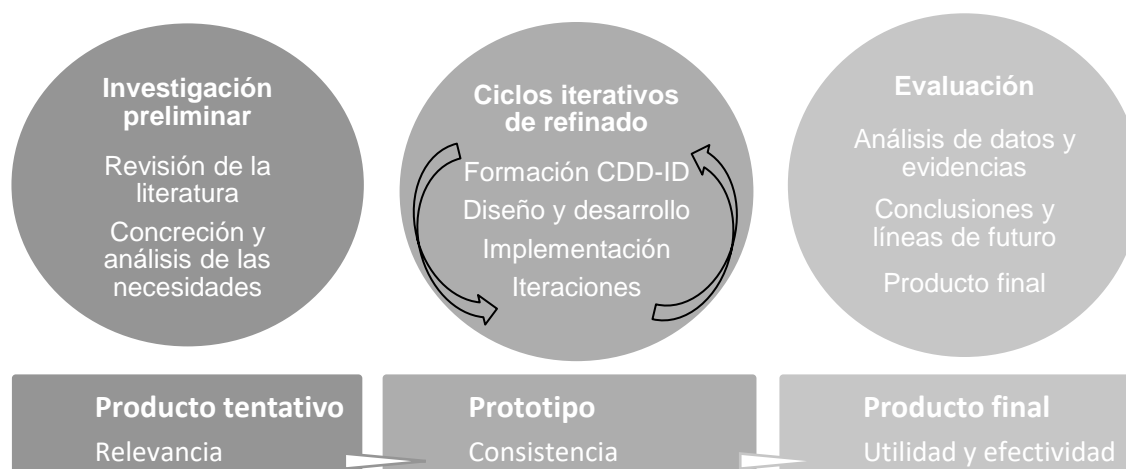 Investigación
preliminar
Revisión de la
literatura
Concreción y
análisis de las
necesidades
Ciclos iterativos
de refinado
Formación CDD-ID
Diseño y desarrollo
Implementación
Iteraciones
Evaluación
Análisis de datos y
evidencias
Conclusiones y
líneas de futuro
Producto final
Producto tentativo
Relevancia
Prototipo
Consistencia
Producto final
Utilidad y efectividad